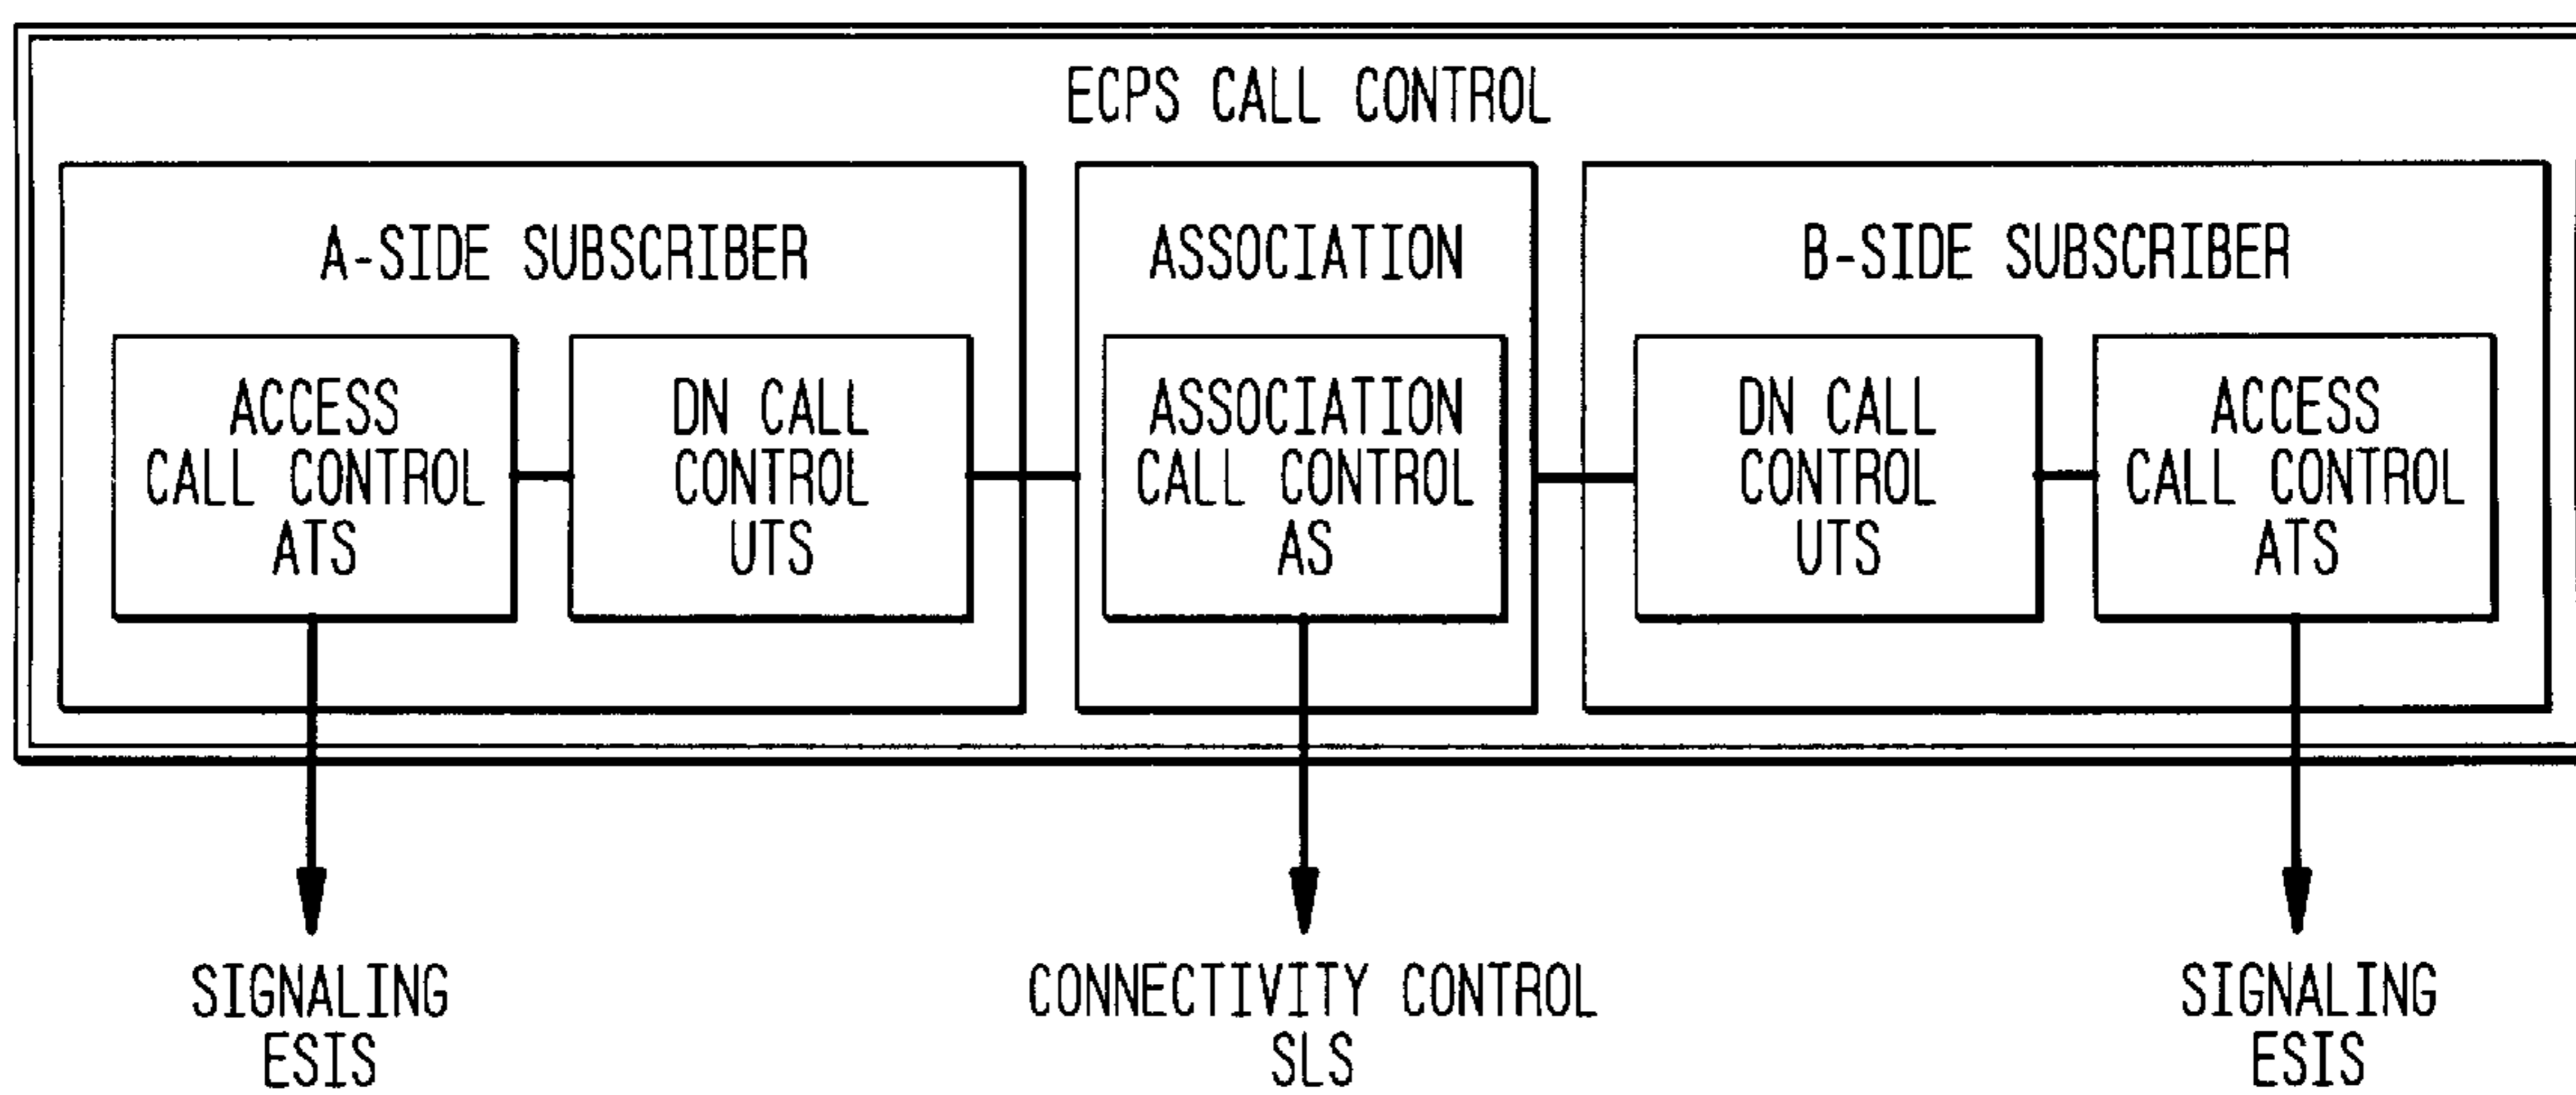 ECPS CALL CONTROL
A-SIDE SUBSCRIBER
ACCESS
CALL CONTROL
ATS
DN CALL
CONTROL
UTS
ASSOCIATION
ASSOCIATION
CALL CONTROL
AS
B-SIDE SUBSCRIBER
DN CALL
CONTROL
UTS
ACCESS
CALL CONTROL
ATS
SIGNALING
ESIS
CONNECTIVITY CONTROL
SLS
SIGNALING
ESIS